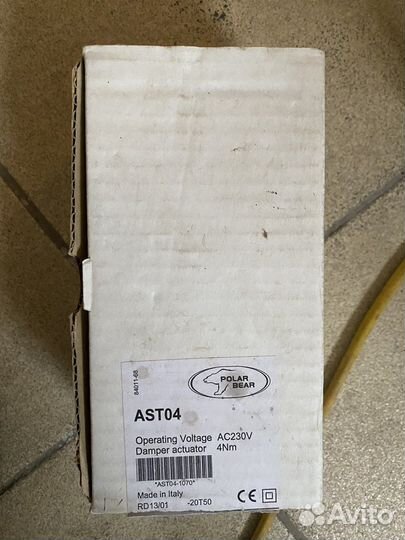 84011-68
POLAR
BEAR
AST04
Operating Voltage AC230V
Damper actuator 4Nm
*AST04-1070*
Made in Italy
CE
RD13/01 -20T50
Avito